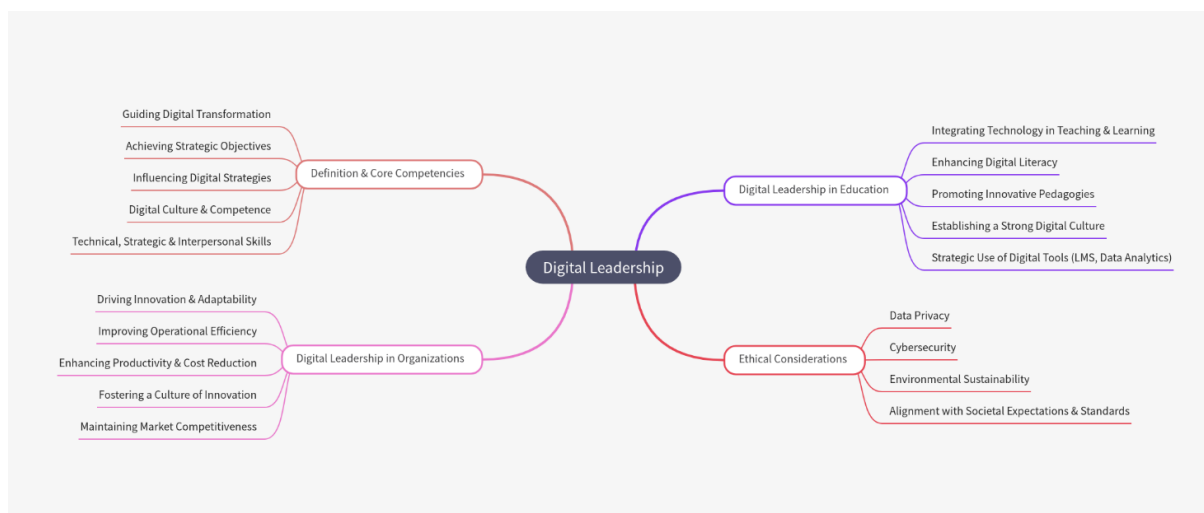 Digital Leadership
Definition & Core Competencies
Guiding Digital Transformation
Achieving Strategic Objectives
Influencing Digital Strategies
Digital Culture & Competence
Technical, Strategic & Interpersonal Skills
Digital Leadership in Organizations
Driving Innovation & Adaptability
Improving Operational Efficiency
Enhancing Productivity & Cost Reduction
Fostering a Culture of Innovation
Maintaining Market Competitiveness
Digital Leadership in Education
Integrating Technology in Teaching & Learning
Enhancing Digital Literacy
Promoting Innovative Pedagogies
Establishing a Strong Digital Culture
Strategic Use of Digital Tools (LMS, Data Analytics)
Ethical Considerations
Data Privacy
Cybersecurity
Environmental Sustainability
Alignment with Societal Expectations & Standards